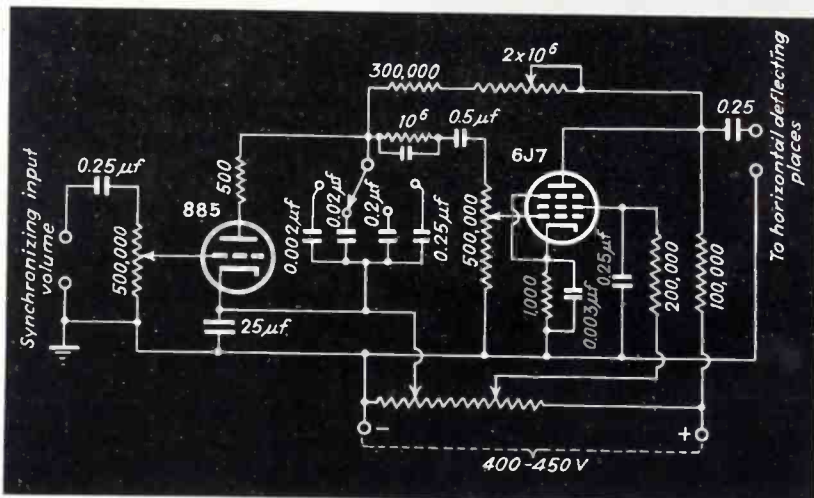 2x10⁶
300,000
10⁶
0.5μf
0.25
To horizontal deflecting
places
6J7
500
0.25μf
885
0.002μf
0.02μf
0.2μf
0.25μf
500,000
Synchronizing input
volume
500,000
25μf
1,000
0.003μf
0.25μf
200,000
100,000
-
+
400-450V